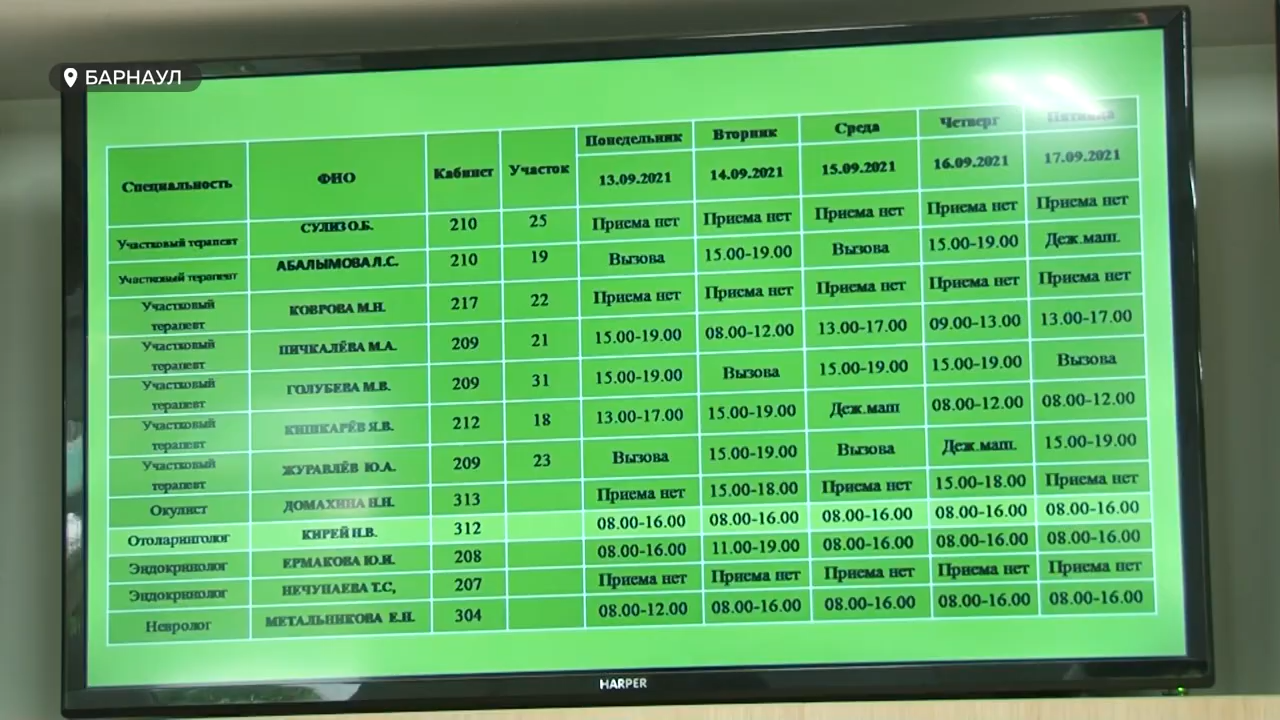 БАРНАУЛ
Специальность ФИО Кабинет Участок Понедельник Вторник Среда Четверг Пятница
13.09.2021 14.09.2021 15.09.2021 16.09.2021 17.09.2021
Участковый терапевт СУЛИЗ О.Б. 210 25 Приема нет Приема нет Приема нет Приема нет Приема нет
Участковый терапевт АБАЛЫМОВА Л.С. 210 19 Вызова 15.00-19.00 Вызова 15.00-19.00 Деж.маш.
Участковый терапевт КОВРОВА М.Н. 217 22 Приема нет Приема нет Приема нет Приема нет Приема нет
Участковый терапевт ПИЧКАЛЁВА М.А. 209 21 15.00-19.00 08.00-12.00 13.00-17.00 09.00-13.00 13.00-17.00
Участковый терапевт ГОЛУБЕВА М.В. 209 31 15.00-19.00 Вызова 15.00-19.00 15.00-19.00 Вызова
Участковый терапевт КИШКАРЁВ Я.В. 212 18 13.00-17.00 15.00-19.00 Деж.маш 08.00-12.00 08.00-12.00
Участковый терапевт ЖУРАВЛЁВ Ю.А. 209 23 Вызова 15.00-19.00 Вызова Деж.маш. 15.00-19.00
Окулист ДОМАХИНА Н.Н. 313 Приема нет 15.00-18.00 Приема нет 15.00-18.00 Приема нет
Отоларинголог КИРЕЙ Н.В. 312 08.00-16.00 08.00-16.00 08.00-16.00 08.00-16.00 08.00-16.00
Эндокринолог ЕРМАКОВА Ю.И. 208 08.00-16.00 11.00-19.00 08.00-16.00 08.00-16.00 08.00-16.00
Эндокринолог НЕЧУНАЕВА Т.С, 207 Приема нет Приема нет Приема нет Приема нет Приема нет
Невролог МЕТАЛЬНИКОВА Е.Н. 304 08.00-12.00 08.00-16.00 08.00-16.00 08.00-16.00 08.00-16.00
HARPER